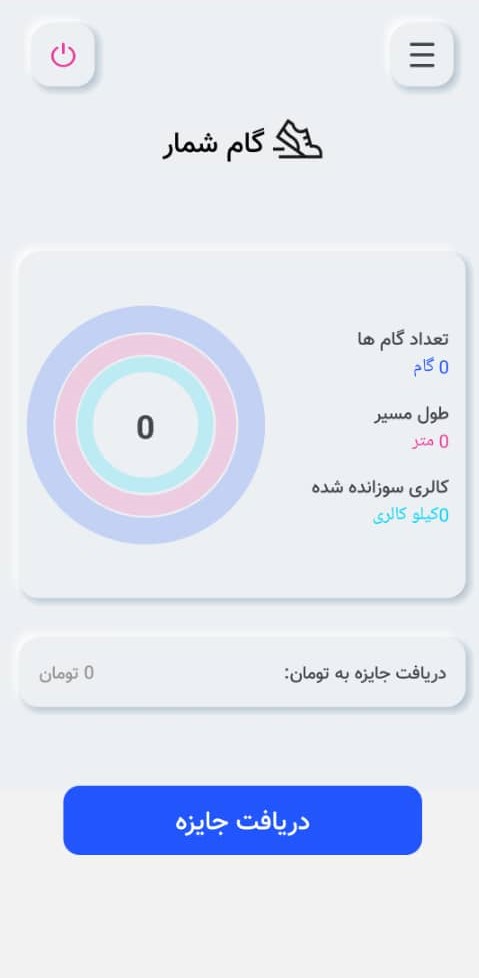 گام شمار
تعداد گام ها
0 گام
طول مسیر
0 متر
کالری سوزانده شده
0کیلو کالری
0
دریافت جایزه به تومان:
0 تومان
دریافت جایزه